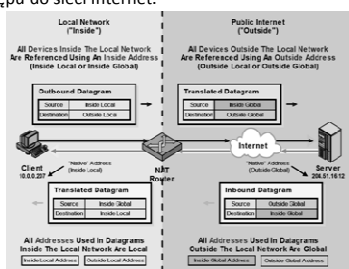 pu do sieci Internet.
Local Network
("Inside")
Public Internet
("Outside")
All Devices Inside The Local Network
Are Referenced Using An Inside Address
(Inside Local or Inside Global)
All Devices Outside The Local Network
Are Referenced Using An Outside Address
(Outside Local or Outside Global)
Outbound Datagram
Source Inside Local
Destination Outside Local
Translated Datagram
Source Inside Global
Destination Outside Global
Internet
Client
10.0.0.207
"Native" Address
(Inside Local)
NAT
Router
"Native" Address
(Outside Global)
Server
204.51.16.12
Translated Datagram
Source Inside Global
Destination Inside Local
Inbound Datagram
Source Outside Global
Destination Inside Global
All Addresses Used In Datagrams
Inside The Local Network Are Local
All Addresses Used In Datagrams
Outside The Local Network Are Global
Inside Local Address Outside Local Address
Inside Global Address Outside Global Address